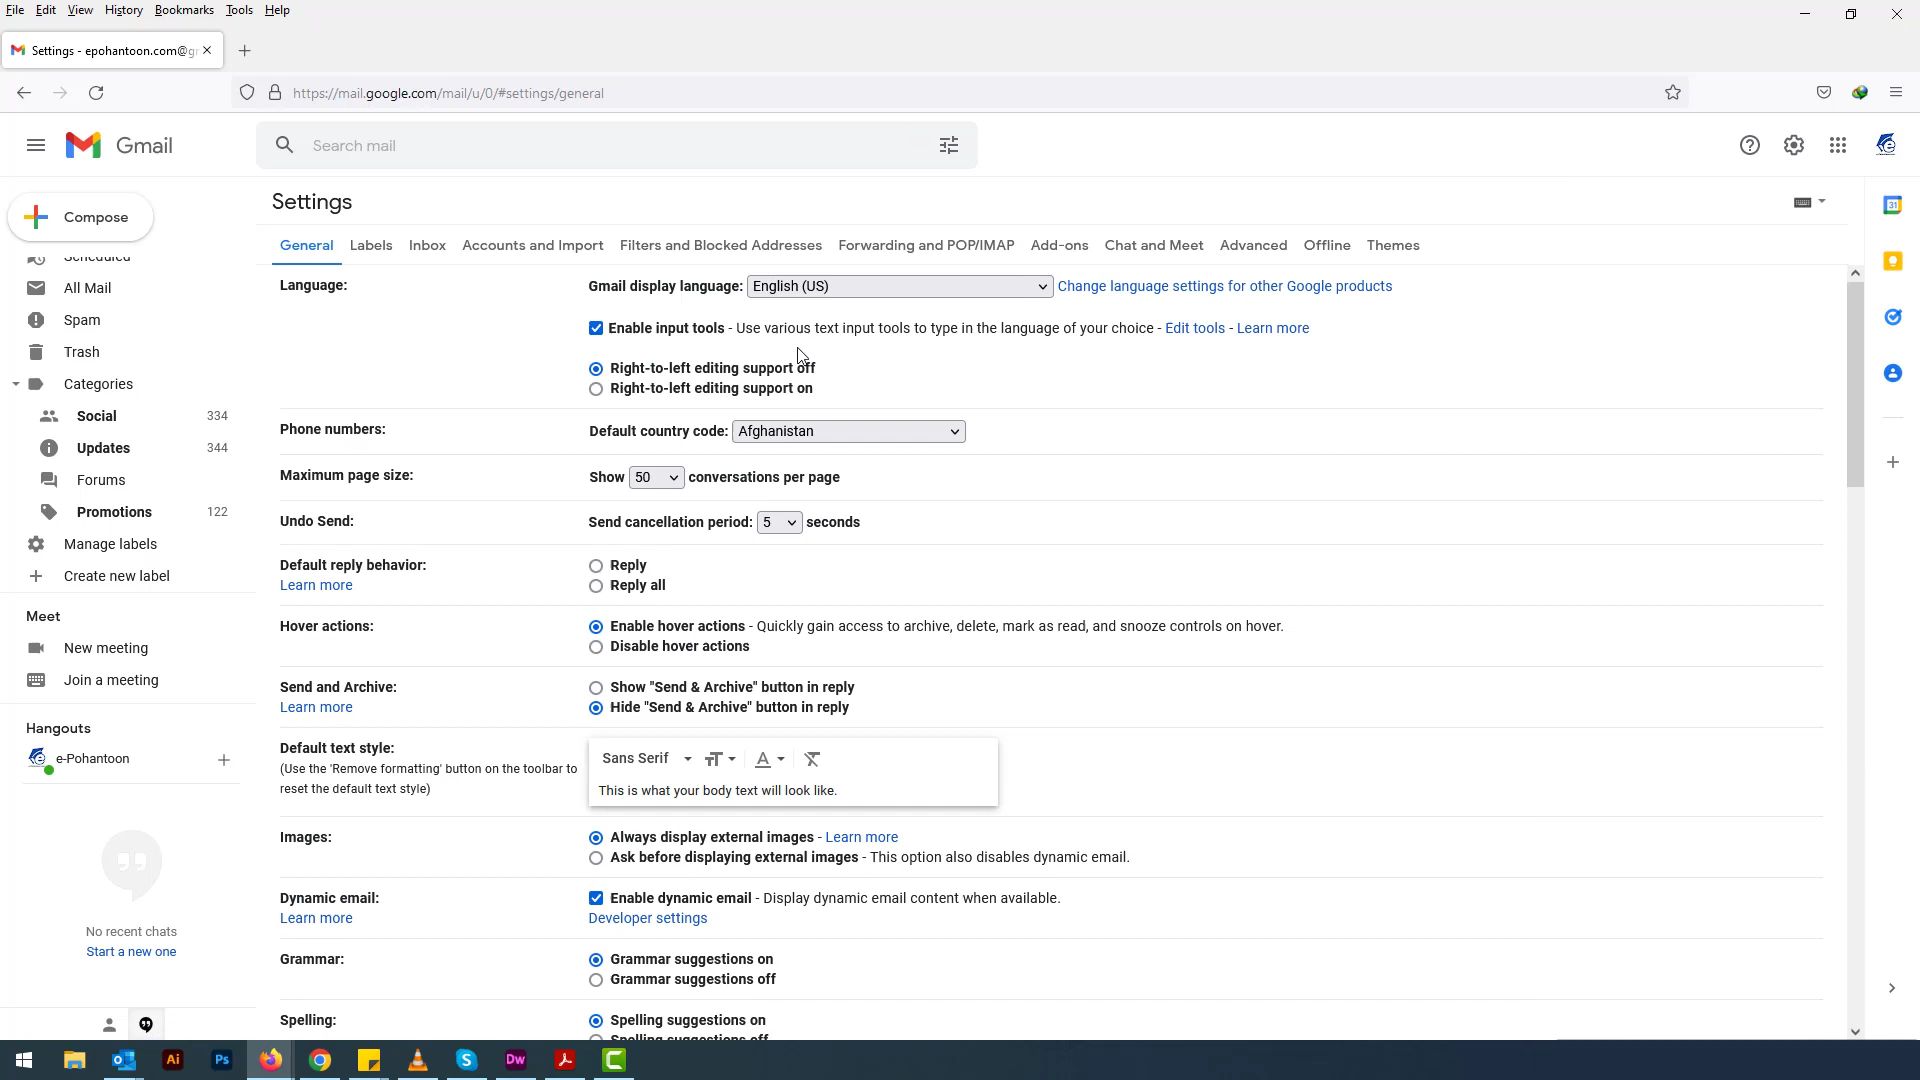 File Edit View History Bookmarks Tools Help
Settings - epohantoon.com@g
https://mail.google.com/mail/u/0/#settings/general
Gmail
Search mail
Settings
Compose
General Labels Inbox Accounts and Import Filters and Blocked Addresses Forwarding and POP/IMAP Add-ons Chat and Meet Advanced Offline Themes
Scheduled
All Mail
Spam
Trash
Categories
Social 334
Updates 344
Forums
Promotions 122
Manage labels
Create new label
Meet
New meeting
Join a meeting
Hangouts
e-Pohantoon
No recent chats
Start a new one
Language:
Gmail display language: English (US) Change language settings for other Google products
Enable input tools - Use various text input tools to type in the language of your choice - Edit tools - Learn more
Right-to-left editing support off
Right-to-left editing support on
Phone numbers:
Default country code: Afghanistan
Maximum page size:
Show 50 conversations per page
Undo Send:
Send cancellation period: 5 seconds
Default reply behavior:
Learn more
Reply
Reply all
Hover actions:
Enable hover actions - Quickly gain access to archive, delete, mark as read, and snooze controls on hover.
Disable hover actions
Send and Archive:
Learn more
Show "Send & Archive" button in reply
Hide "Send & Archive" button in reply
Default text style:
(Use the 'Remove formatting' button on the toolbar to
reset the default text style)
Sans Serif
This is what your body text will look like.
Images:
Always display external images - Learn more
Ask before displaying external images - This option also disables dynamic email.
Dynamic email:
Learn more
Enable dynamic email - Display dynamic email content when available.
Developer settings
Grammar:
Grammar suggestions on
Grammar suggestions off
Spelling:
Spelling suggestions on
Spelling suggestions off
31
Ai
Ps
Dw